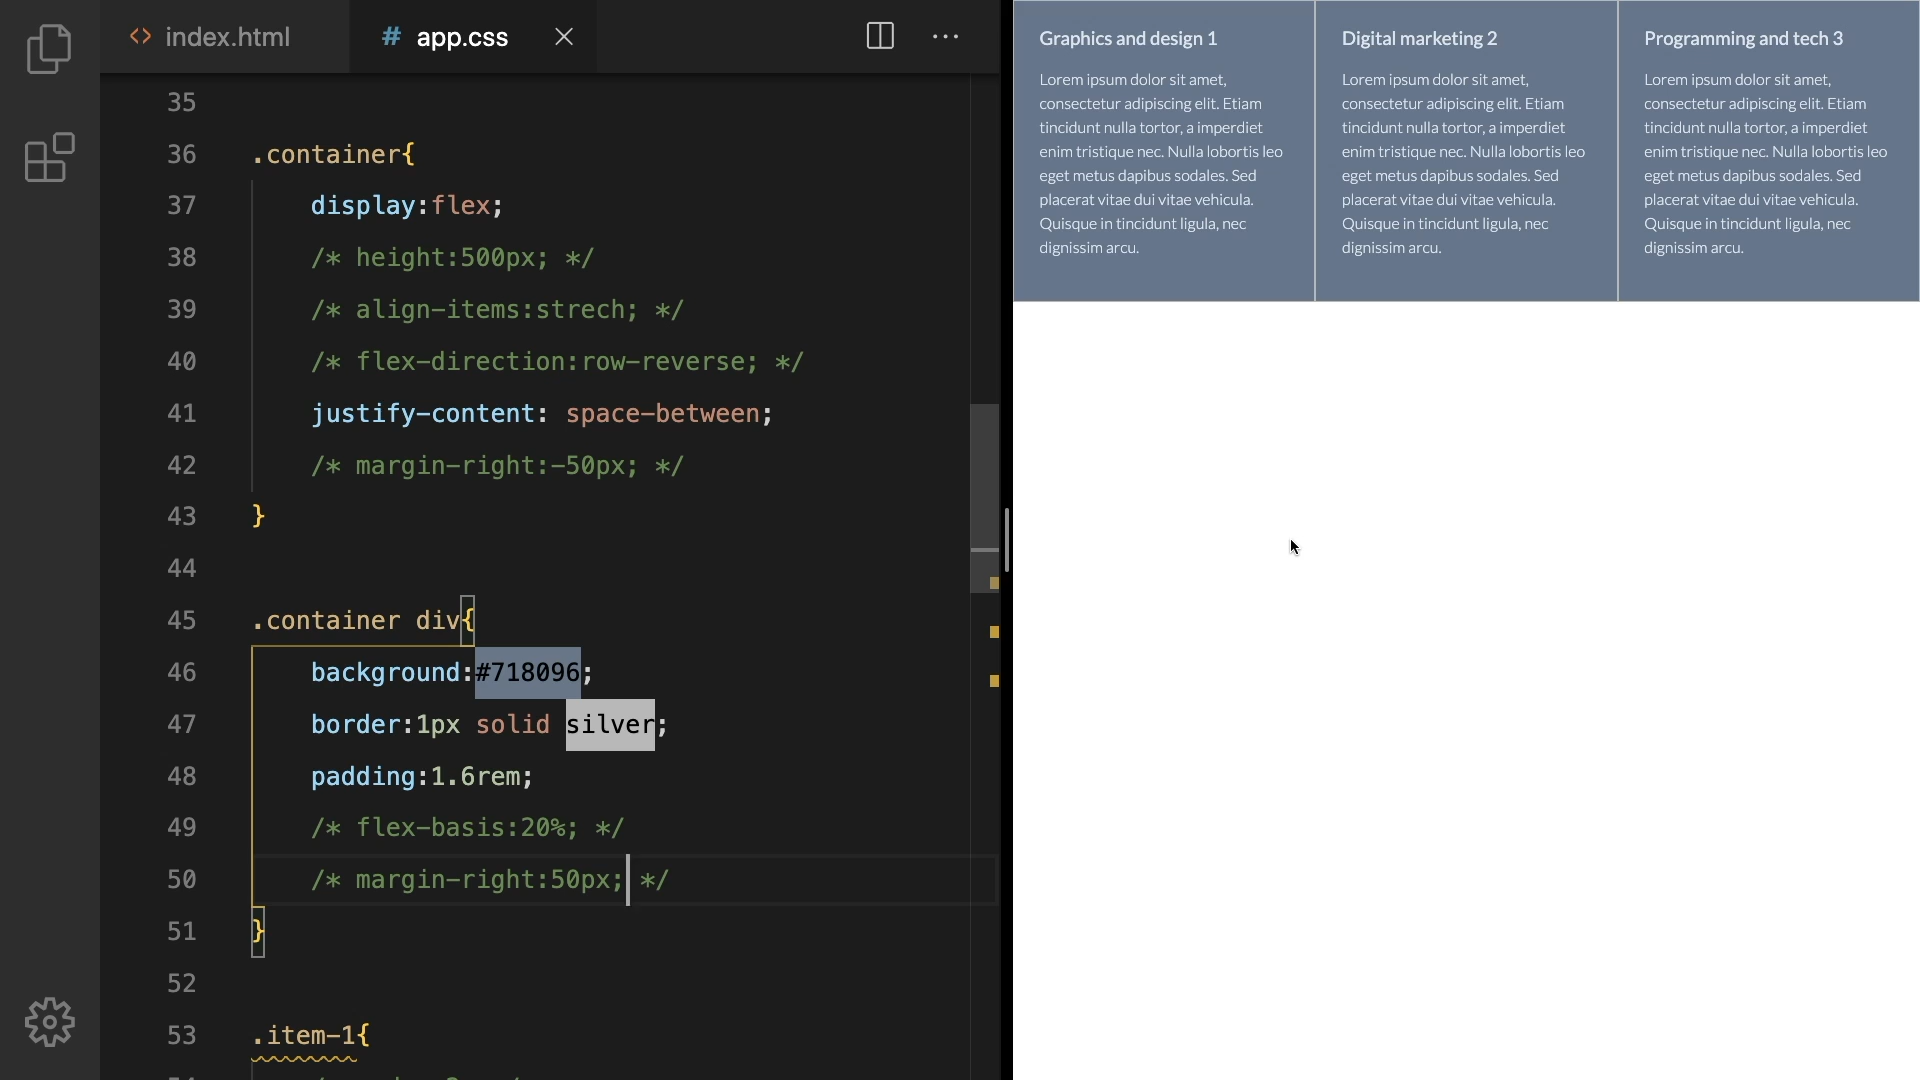 <> index.html
# app.css
35
36 .container{
37 display:flex;
38 /* height:500px; */
39 /* align-items:strech; */
40 /* flex-direction:row-reverse; */
41 justify-content: space-between;
42 /* margin-right:-50px; */
43 }
44
45 .container div{
46 background:#718096;
47 border:1px solid silver;
48 padding:1.6rem;
49 /* flex-basis:20%; */
50 /* margin-right:50px; */
51 }
52
53 .item-1{
Graphics and design 1
Lorem ipsum dolor sit amet,
consectetur adipiscing elit. Etiam
tincidunt nulla tortor, a imperdiet
enim tristique nec. Nulla lobortis leo
eget metus dapibus sodales. Sed
placerat vitae dui vitae vehicula.
Quisque in tincidunt ligula, nec
dignissim arcu.
Digital marketing 2
Lorem ipsum dolor sit amet,
consectetur adipiscing elit. Etiam
tincidunt nulla tortor, a imperdiet
enim tristique nec. Nulla lobortis leo
eget metus dapibus sodales. Sed
placerat vitae dui vitae vehicula.
Quisque in tincidunt ligula, nec
dignissim arcu.
Programming and tech 3
Lorem ipsum dolor sit amet,
consectetur adipiscing elit. Etiam
tincidunt nulla tortor, a imperdiet
enim tristique nec. Nulla lobortis leo
eget metus dapibus sodales. Sed
placerat vitae dui vitae vehicula.
Quisque in tincidunt ligula, nec
dignissim arcu.